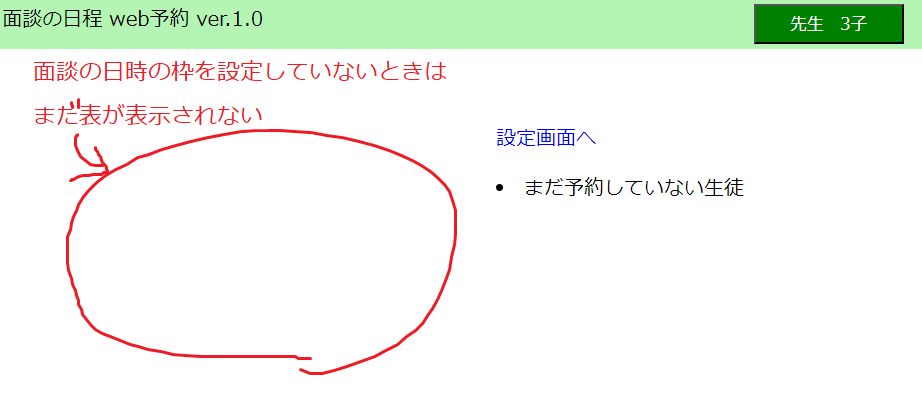 面談の日程 web予約 ver.1.0
先生　3子
面談の日時の枠を設定していないときは
まだ表が表示されない
設定画面へ
まだ予約していない生徒